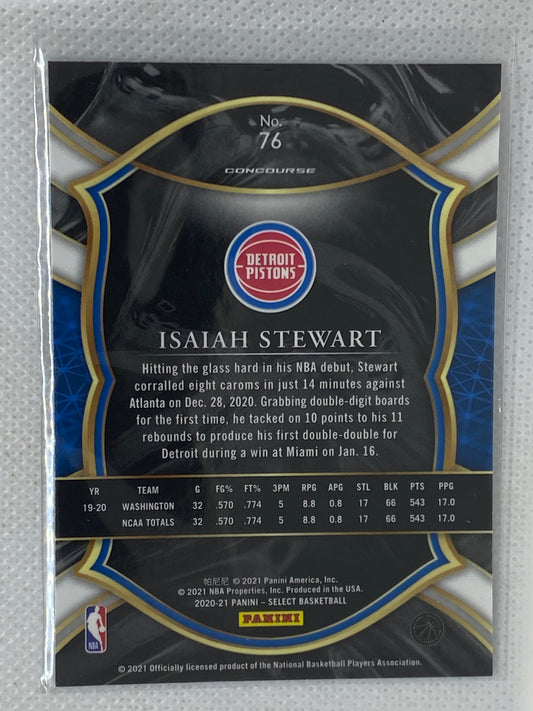 No.
76
CONCOURSE
DETROIT
PISTONS
ISAIAH STEWART
Hitting the glass hard in his NBA debut, Stewart
corralled eight caroms in just 14 minutes against
Atlanta on Dec. 28, 2020. Grabbing double-digit boards
for the first time, he tacked on 10 points to his 11
rebounds to produce his first double-double for
Detroit during a win at Miami on Jan. 16.
YR TEAM G FG% FT% 3PM RPG APG STL BLK PTS PPG
19-20 WASHINGTON 32 .570 .774 5 8.8 0.8 17 66 543 17.0
NCAA TOTALS 32 .570 .774 5 8.8 0.8 17 66 543 17.0
帕尼尼 © 2021 Panini America, Inc.
© 2021 NBA Properties, Inc. Produced in the USA.
2020-21 PANINI – SELECT BASKETBALL
PANINI
NBA
© 2021 Officially licensed product of the National Basketball Players Association.